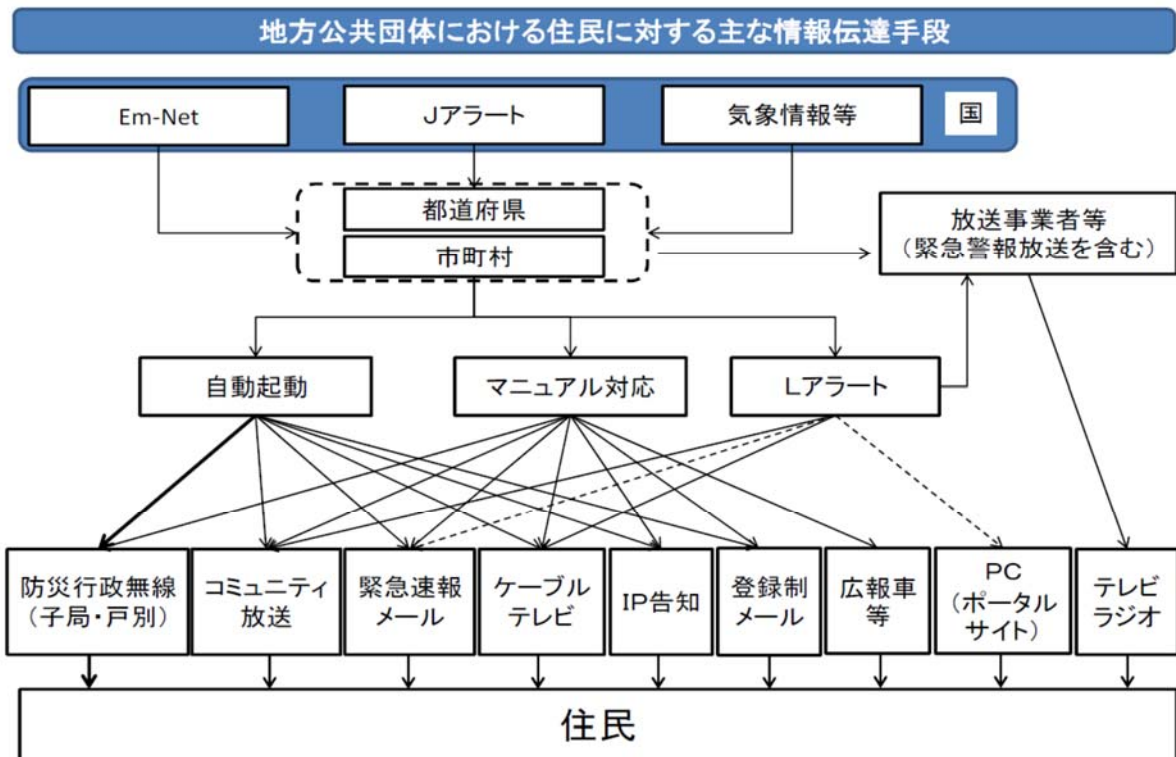 地方公共団体における住民に対する主な情報伝達手段
Em-Net
Jアラート
気象情報等
国
都道府県
市町村
放送事業者等
(緊急警報放送を含む)
自動起動
マニュアル対応
Lアラート
防災行政無線
(子局・戸別)
コミュニティ
放送
緊急速報
メール
ケーブル
テレビ
IP告知
登録制
メール
広報車
等
PC
(ポータル
サイト)
テレビ
ラジオ
住民